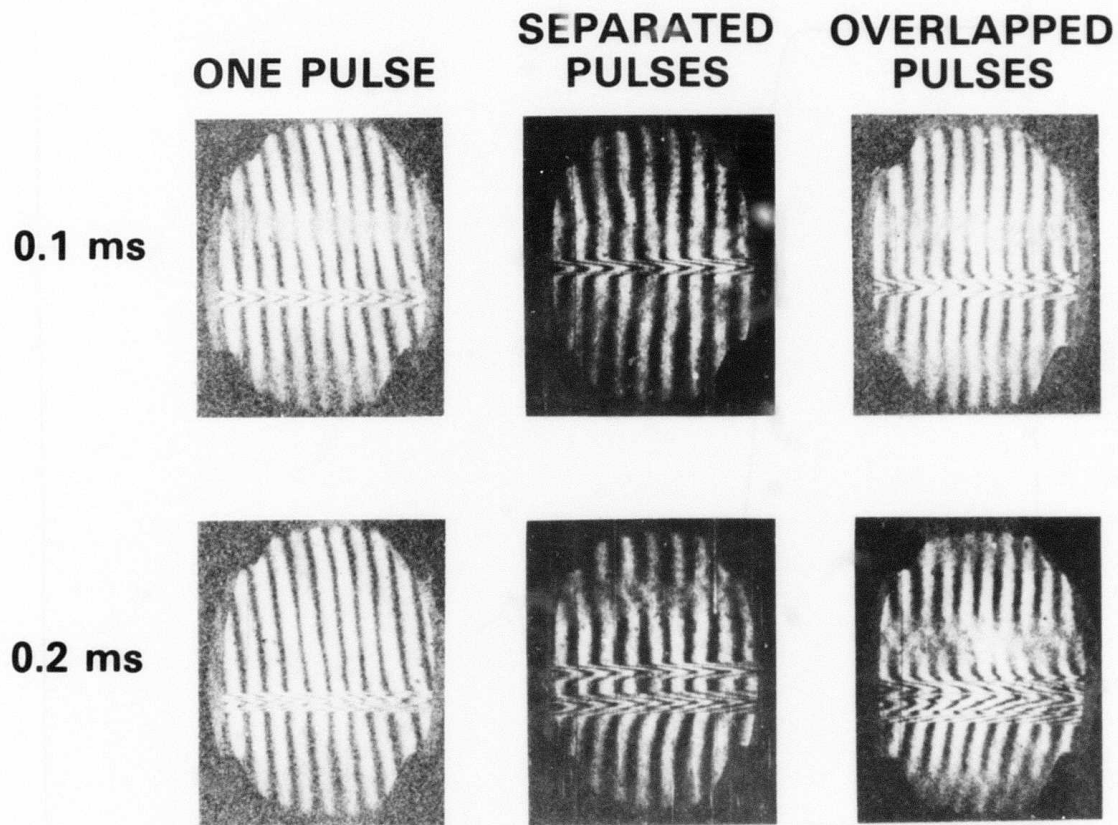 ONE PULSE
SEPARATED
PULSES
OVERLAPPED
PULSES
0.1 ms
0.2 ms